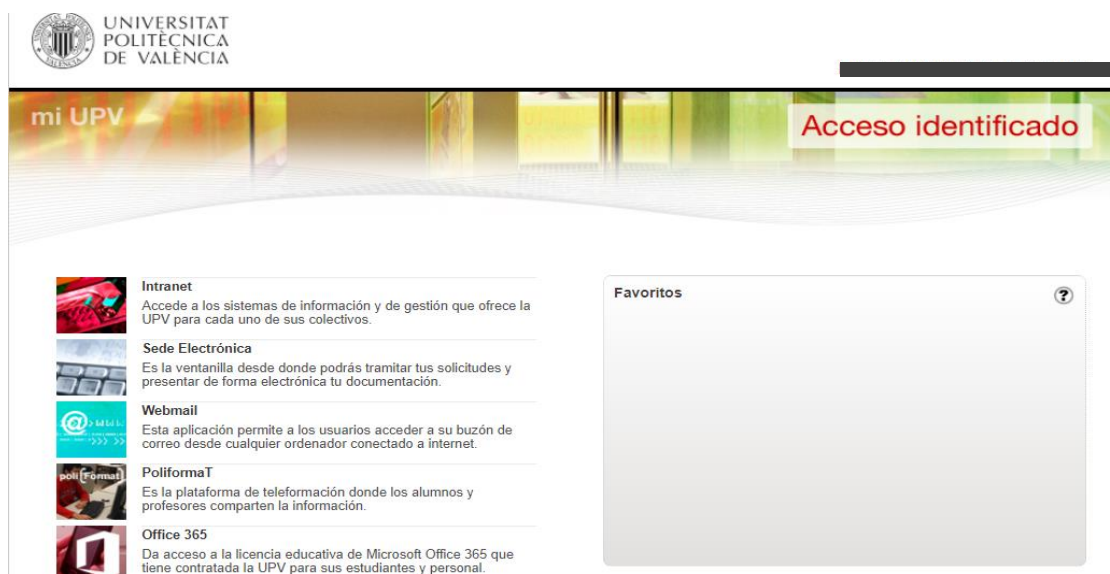 UNIVERSITAT
POLITÈCNICA
DE VALÈNCIA
mi UPV
Acceso identificado
Intranet
Accede a los sistemas de información y de gestión que ofrece la
UPV para cada uno de sus colectivos.
Sede Electrónica
Es la ventanilla desde donde podrás tramitar tus solicitudes y
presentar de forma electrónica tu documentación.
Webmail
Esta aplicación permite a los usuarios acceder a su buzón de
correo desde cualquier ordenador conectado a internet.
poli[Format]
PoliformaT
Es la plataforma de teleformación donde los alumnos y
profesores comparten la información.
Office 365
Da acceso a la licencia educativa de Microsoft Office 365 que
tiene contratada la UPV para sus estudiantes y personal.
Favoritos
?